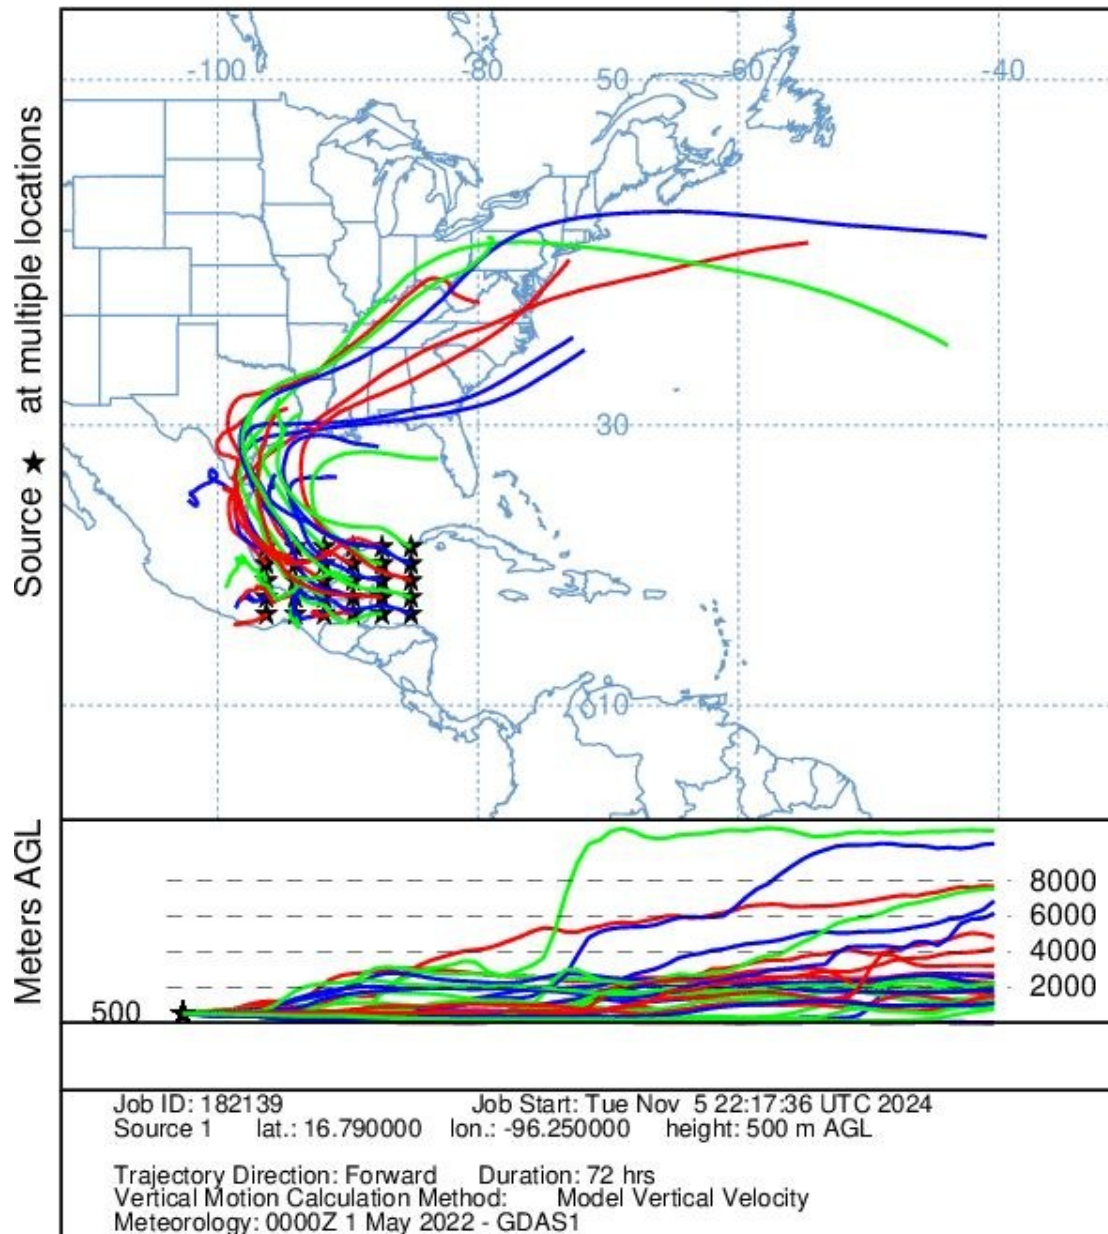 Source ★ at multiple locations
-100 -80 -60 -40
50
30
10
Meters AGL
8000
6000
4000
2000
500
Job ID: 182139 Job Start: Tue Nov 5 22:17:36 UTC 2024
Source 1 lat.: 16.790000 lon.: -96.250000 height: 500 m AGL
Trajectory Direction: Forward Duration: 72 hrs
Vertical Motion Calculation Method: Model Vertical Velocity
Meteorology: 0000Z 1 May 2022 - GDAS1